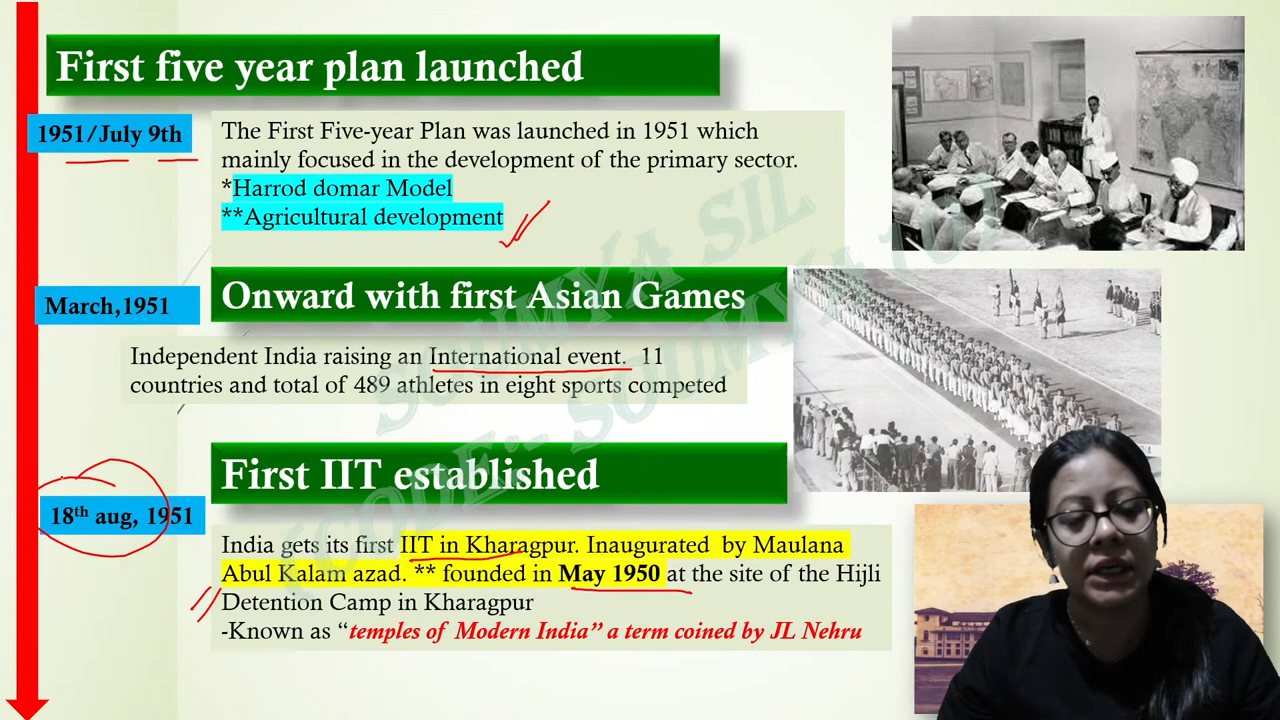 First five year plan launched
1951/July 9th
The First Five-year Plan was launched in 1951 which
mainly focused in the development of the primary sector.
*Harrod domar Model
**Agricultural development
March,1951
Onward with first Asian Games
Independent India raising an International event. 11
countries and total of 489 athletes in eight sports competed
First IIT established
18th aug, 1951
India gets its first IIT in Kharagpur. Inaugurated by Maulana
Abul Kalam azad. ** founded in May 1950 at the site of the Hijli
Detention Camp in Kharagpur
-Known as “temples of Modern India” a term coined by JL Nehru
SOUMYA SIL
(CODE:- SOUMYA